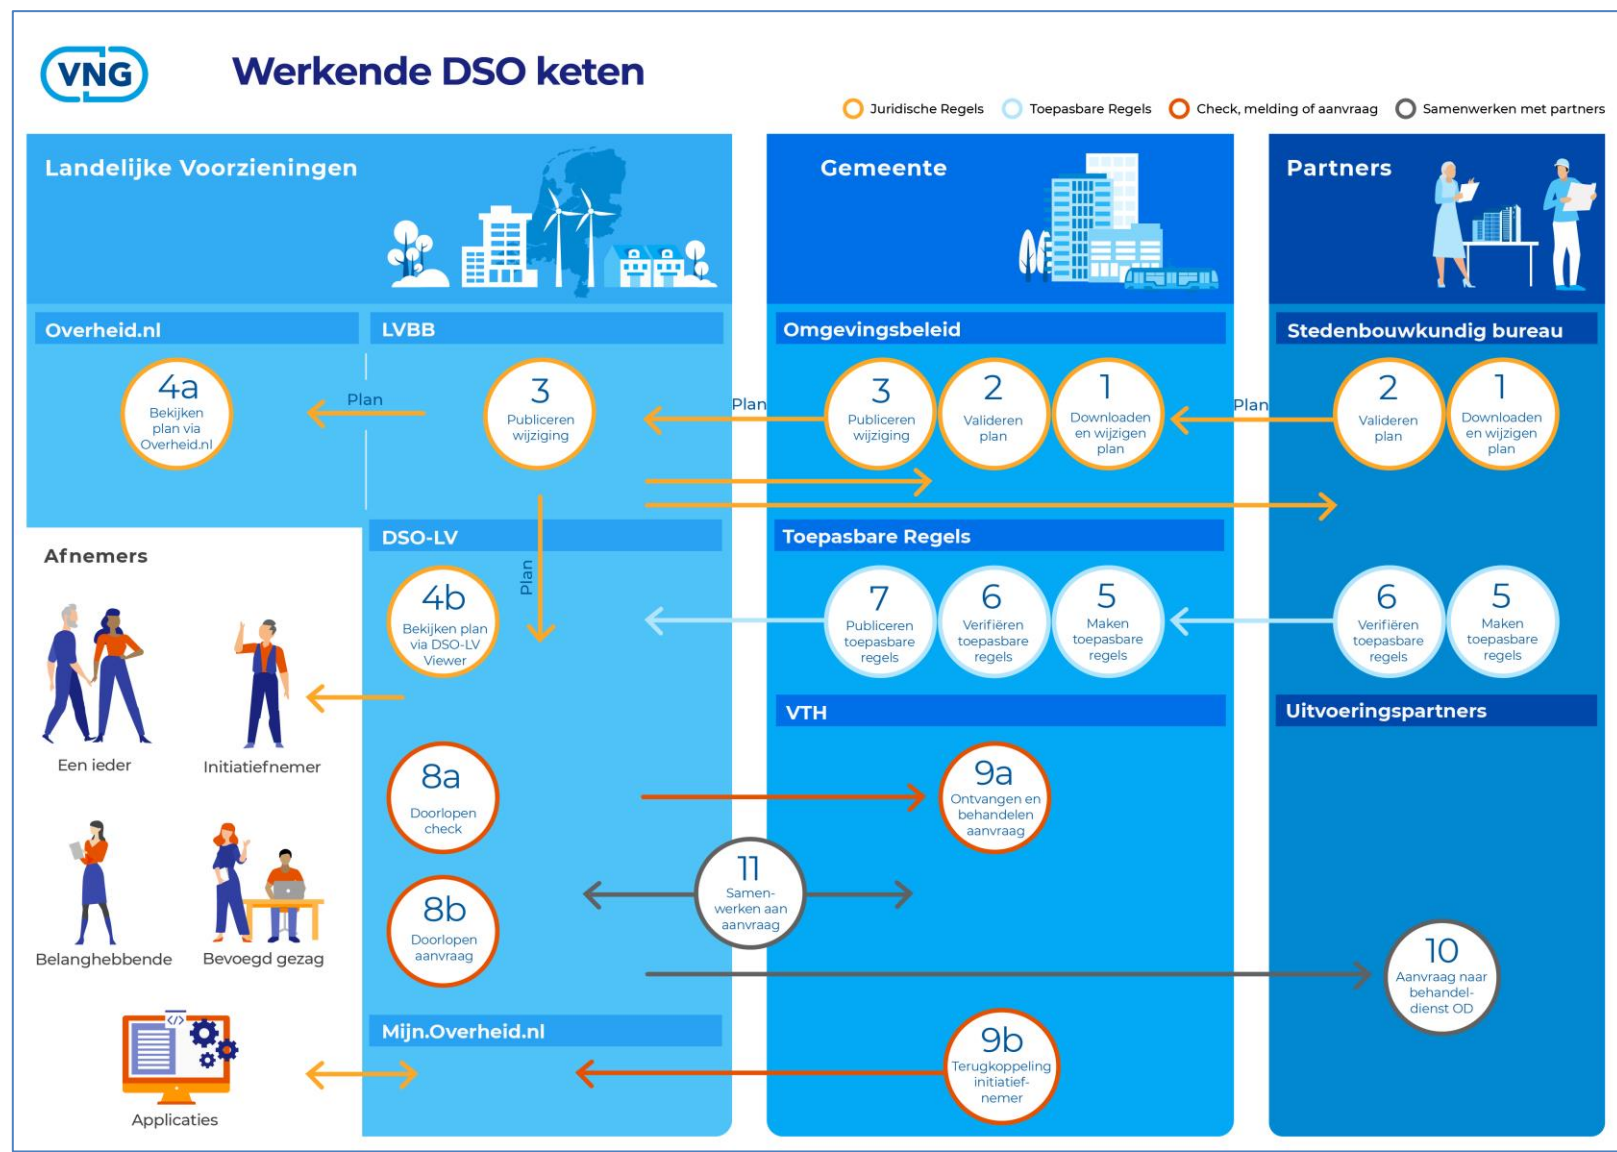 VNG
Werkende DSO keten
Juridische Regels
Toepasbare Regels
Check, melding of aanvraag
Samenwerken met partners
Landelijke Voorzieningen
Gemeente
Partners
Overheid.nl
LVBB
Omgevingsbeleid
Stedenbouwkundig bureau
4a
Bekijken
plan via
Overheid.nl
Plan
3
Publiceren
wijziging
Plan
3
Publiceren
wijziging
2
Valideren
plan
1
Downloaden
en wijzigen
plan
Plan
2
Valideren
plan
1
Downloaden
en wijzigen
plan
Afnemers
DSO-LV
Toepasbare Regels
Plan
4b
Bekijken plan
via DSO-LV
Viewer
7
Publiceren
toepasbare
regels
6
Verifiëren
toepasbare
regels
5
Maken
toepasbare
regels
6
Verifiëren
toepasbare
regels
5
Maken
toepasbare
regels
VTH
Uitvoeringspartners
Een ieder
Initiatiefnemer
8a
Doorlopen
check
9a
Ontvangen en
behandelen
aanvraag
11
Samen-
werken aan
aanvraag
8b
Doorlopen
aanvraag
Belanghebbende
Bevoegd gezag
10
Aanvraag naar
behandel-
dienst OD
Mijn.Overheid.nl
9b
Terugkoppeling
initiatief-
nemer
</>
Applicaties